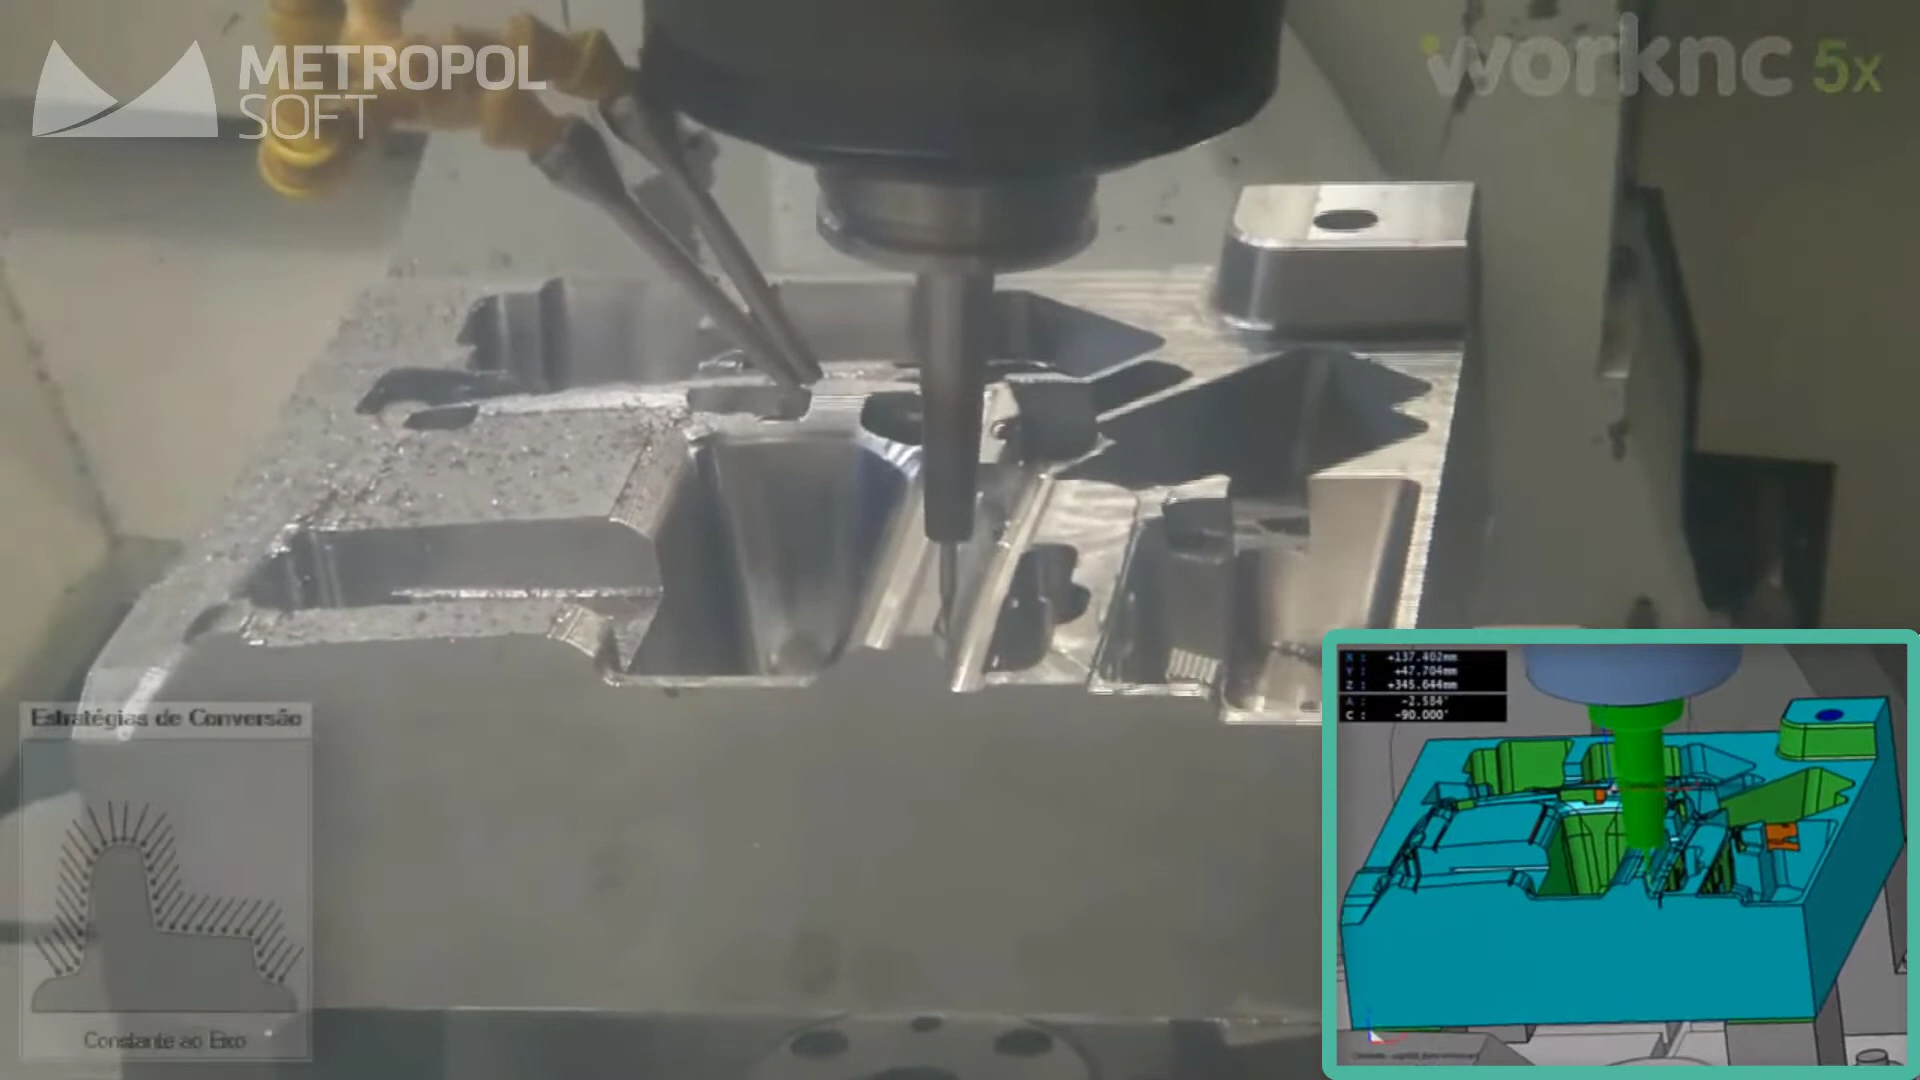 METROPOL
SOFT
worknc 5x
Estratégias de Conversão
Constante ao Eixo
X : +137.402mm
Y : +47.704mm
Z : +345.644mm
A : -2.584°
C : -90.000°